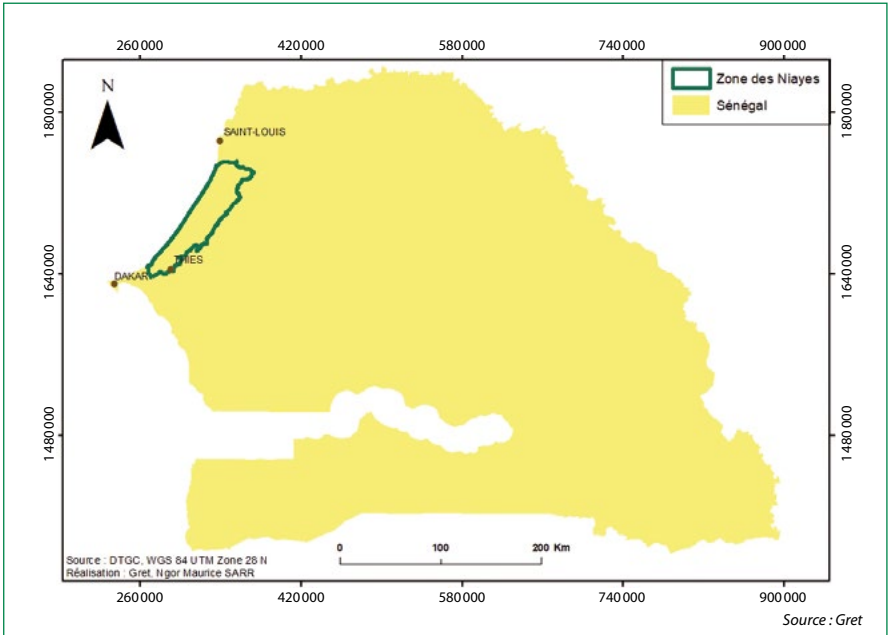 260000 420000 580000 740000 900000
Zone des Niayes
Sénégal
N
1800000 1800000
SAINT-LOUIS
THIES
1640000 1640000
DAKAR
1480000 1480000
0 100 200 Km
Source : DTGC, WGS 84 UTM Zone 28 N
Réalisation : Gret, Ngor Maurice SARR
260000 420000 580000 740000 900000
Source : Gret